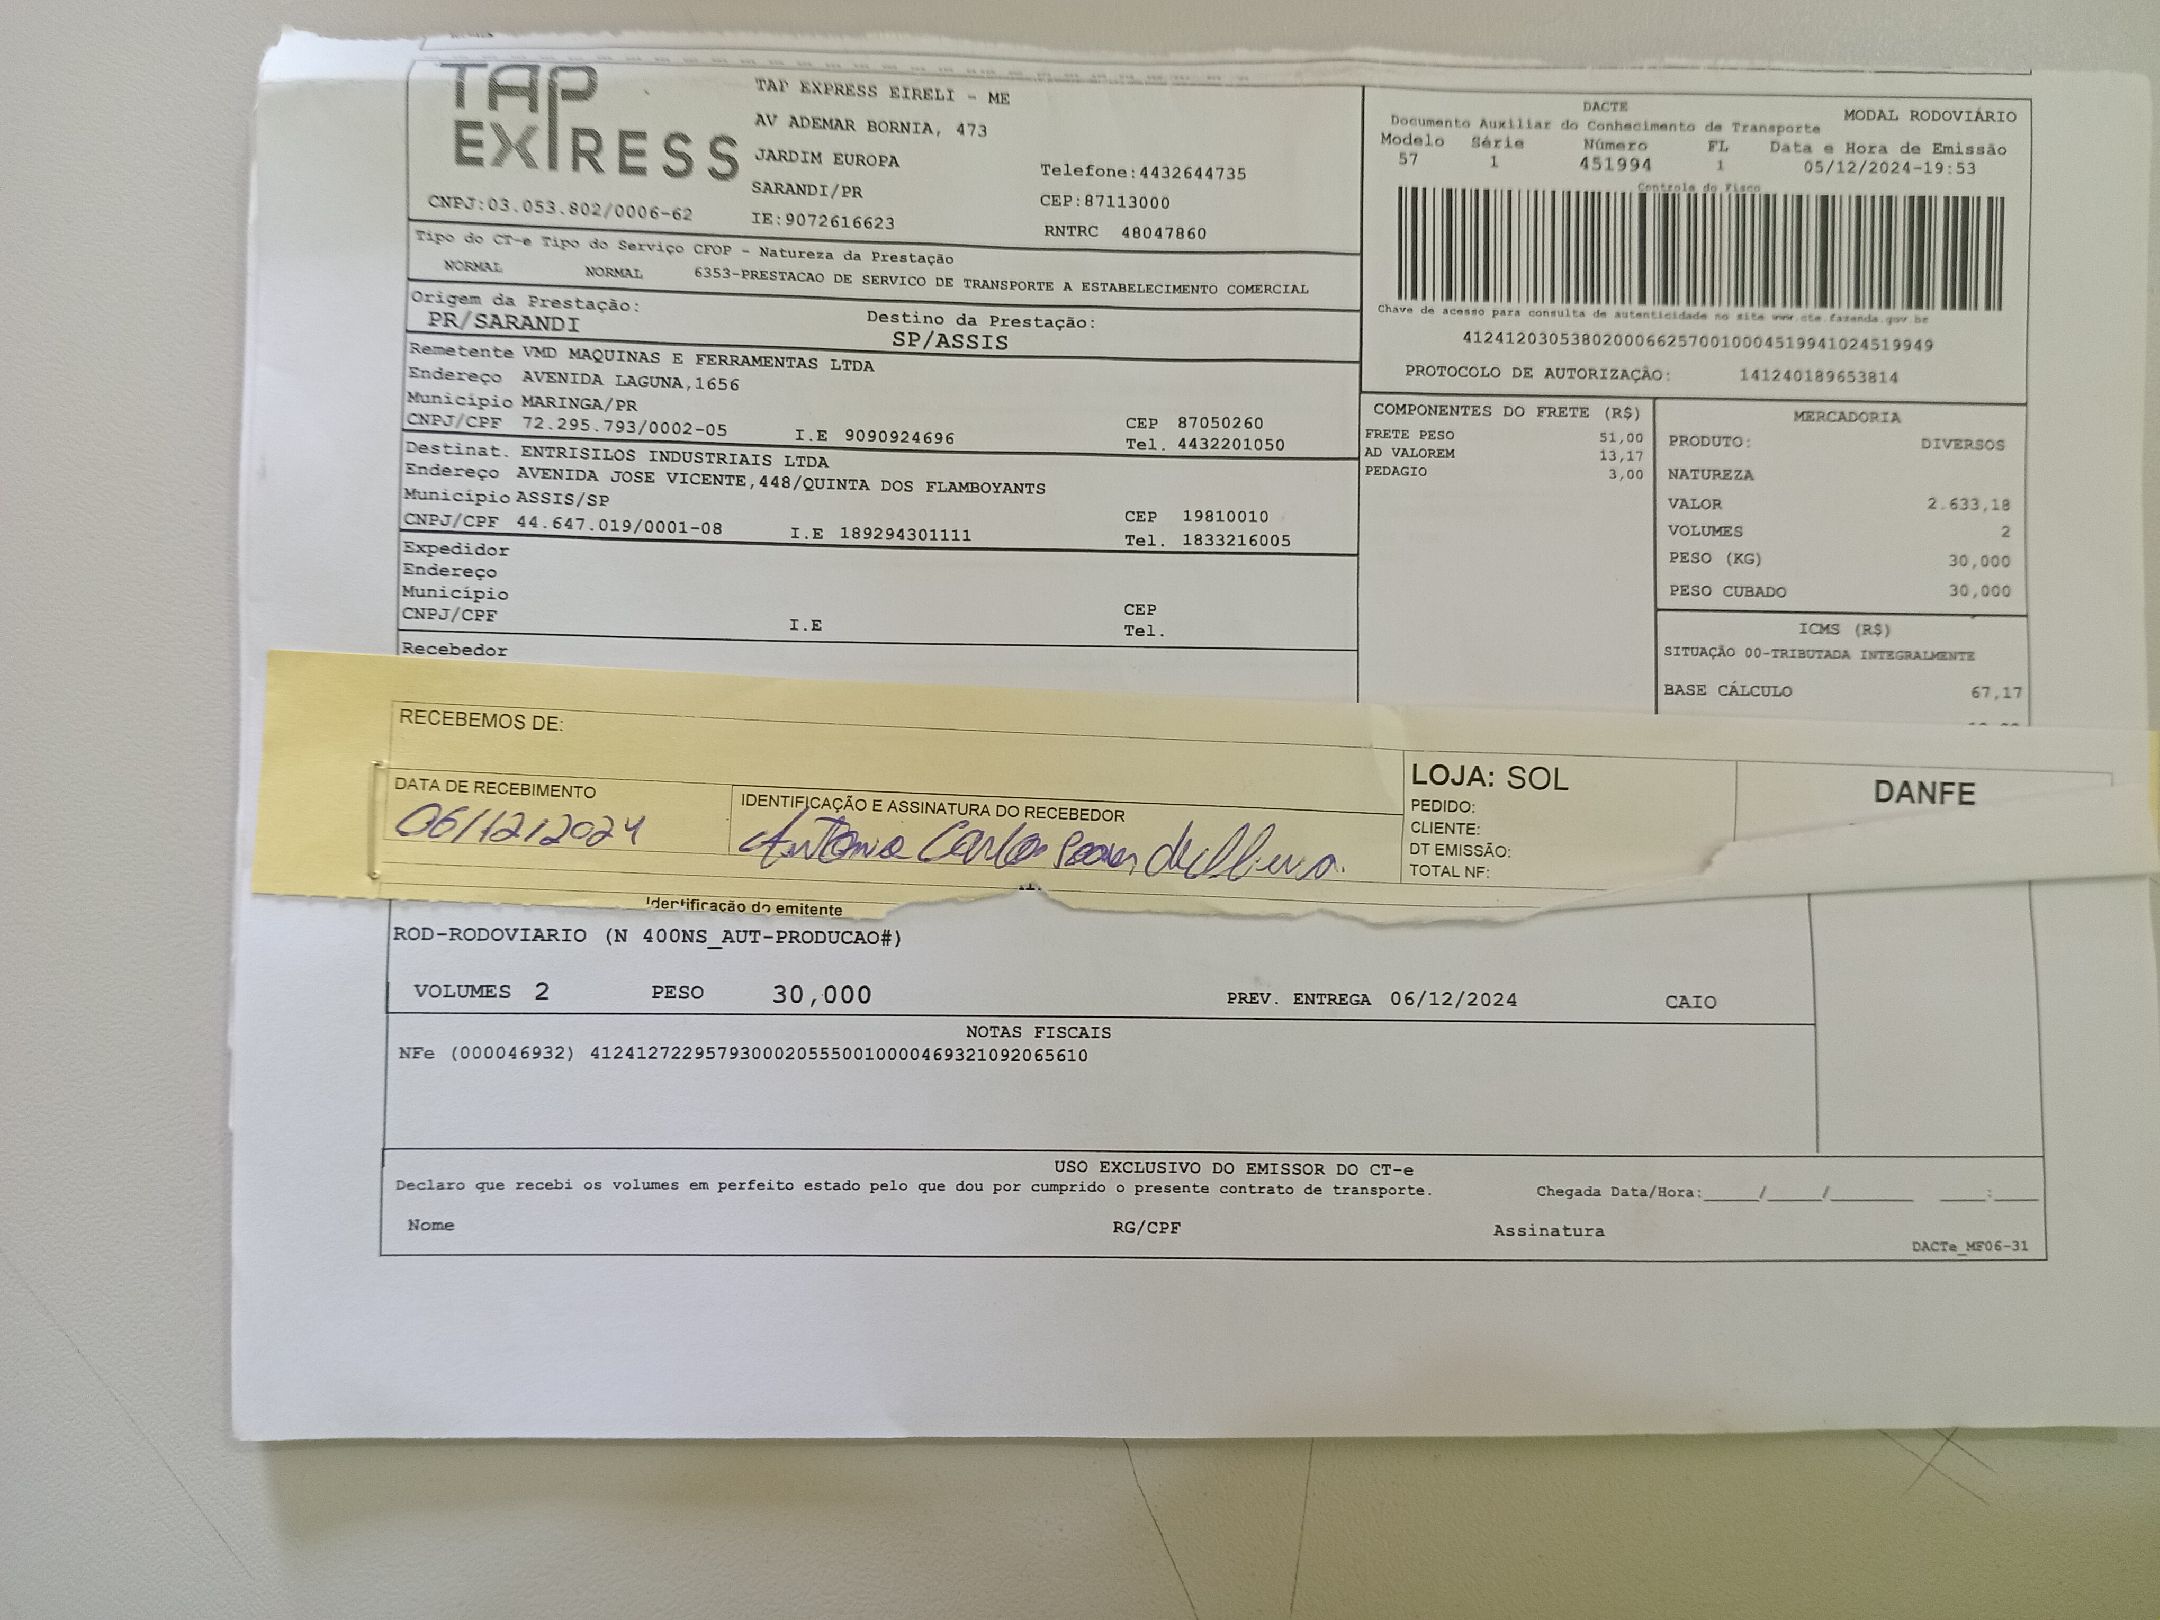 TAP
EXPRESS
CNPJ:03.053.802/0006-62
TAP EXPRESS EIRELI - ME
AV ADEMAR BORNIA, 473
JARDIM EUROPA
SARANDI/PR
IE:9072616623
Telefone:4432644735
CEP:87113000
RNTRC 48047860
DACTE
MODAL RODOVIÁRIO
Documento Auxiliar do Conhecimento de Transporte
Modelo Série Número FL Data e Hora de Emissão
57 1 451994 1 05/12/2024-19:53
Controle do Fisco
Chave de acesso para consulta de autenticidade no site www.cte.fazenda.gov.br
41241203053802000662570010004519941024519949
PROTOCOLO DE AUTORIZAÇÃO: 141240189653814
Tipo do CT-e Tipo do Serviço CFOP - Natureza da Prestação
NORMAL NORMAL 6353-PRESTACAO DE SERVICO DE TRANSPORTE A ESTABELECIMENTO COMERCIAL
Origem da Prestação:
PR/SARANDI
Destino da Prestação:
SP/ASSIS
Remetente VMD MAQUINAS E FERRAMENTAS LTDA
Endereço AVENIDA LAGUNA,1656
Município MARINGA/PR
CEP 87050260
CNPJ/CPF 72.295.793/0002-05 I.E 9090924696 Tel. 4432201050
Destinat. ENTRISILOS INDUSTRIAIS LTDA
Endereço AVENIDA JOSE VICENTE,448/QUINTA DOS FLAMBOYANTS
Município ASSIS/SP
CEP 19810010
CNPJ/CPF 44.647.019/0001-08 I.E 189294301111 Tel. 1833216005
Expedidor
Endereço
Município
CEP
CNPJ/CPF I.E Tel.
Recebedor
COMPONENTES DO FRETE (R$)
FRETE PESO 51,00
AD VALOREM 13,17
PEDAGIO 3,00
MERCADORIA
PRODUTO: DIVERSOS
NATUREZA
VALOR 2.633,18
VOLUMES 2
PESO (KG) 30,000
PESO CUBADO 30,000
ICMS (R$)
SITUAÇÃO 00-TRIBUTADA INTEGRALMENTE
BASE CÁLCULO 67,17
RECEBEMOS DE:
DATA DE RECEBIMENTO
06/12/2024
IDENTIFICAÇÃO E ASSINATURA DO RECEBEDOR
Antonio Carlos Soares de Oliveira
LOJA: SOL
PEDIDO:
CLIENTE:
DT EMISSÃO:
TOTAL NF:
DANFE
Identificação do emitente
ROD-RODOVIARIO (N 400NS_AUT-PRODUCAO#)
VOLUMES 2 PESO 30,000 PREV. ENTREGA 06/12/2024 CAIO
NOTAS FISCAIS
NFe (000046932) 41241272295793000205550010000469321092065610
USO EXCLUSIVO DO EMISSOR DO CT-e
Declaro que recebi os volumes em perfeito estado pelo que dou por cumprido o presente contrato de transporte. Chegada Data/Hora:_____/_____/________ ____:____
Nome RG/CPF Assinatura
DACTe_MF06-31